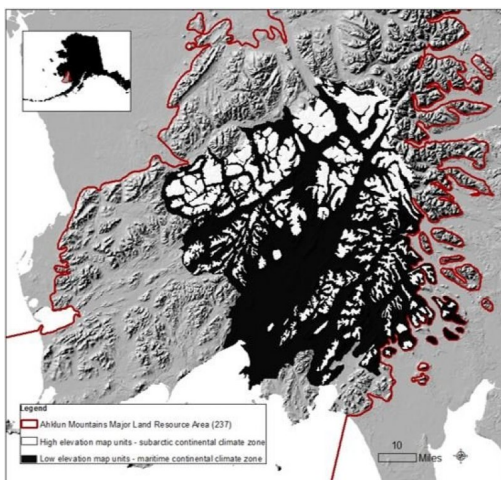 Legend
Ahklun Mountains Major Land Resource Area (237)
High elevation map units - subarctic continental climate zone
Low elevation map units - maritime continental climate zone
10
Miles